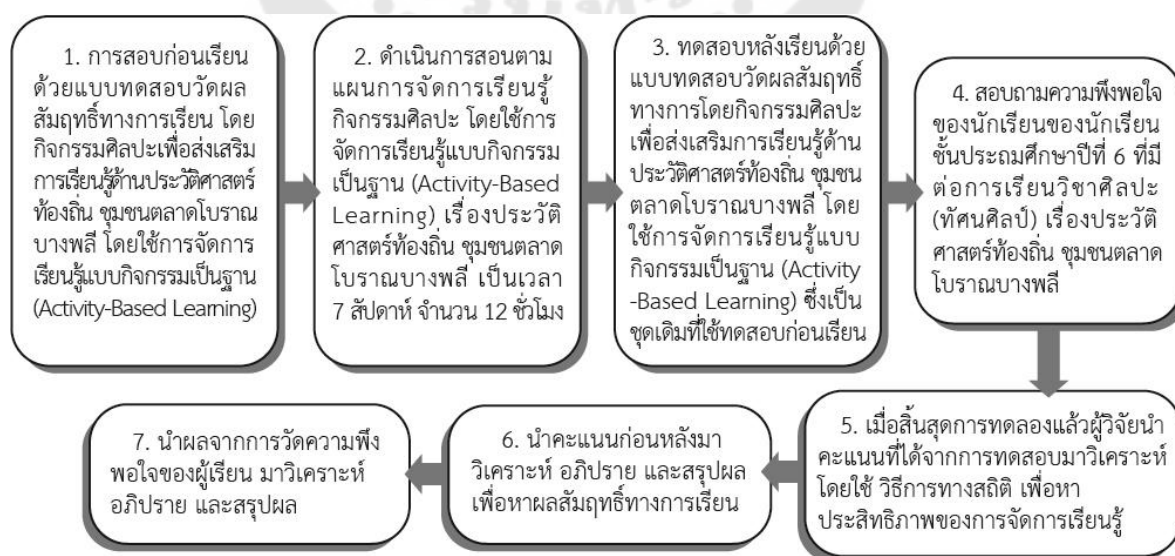 1. การสอบก่อนเรียน
ด้วยแบบทดสอบวัดผล
สัมฤทธิ์ทางการเรียน โดย
กิจกรรมศิลปะเพื่อส่งเสริม
การเรียนรู้ด้านประวัติศาสตร์
ท้องถิ่น ชุมชนตลาดโบราณ
บางพลี โดยใช้การจัดการ
เรียนรู้แบบกิจกรรมเป็นฐาน
(Activity-Based Learning)
2. ดำเนินการสอนตาม
แผนการจัดการเรียนรู้
กิจกรรมศิลปะ โดยใช้การ
จัดการเรียนรู้แบบกิจกรรม
เป็นฐาน (Activity-Based
Learning) เรื่องประวัติ
ศาสตร์ท้องถิ่น ชุมชนตลาด
โบราณบางพลี เป็นเวลา
7 สัปดาห์ จำนวน 12 ชั่วโมง
3. ทดสอบหลังเรียนด้วย
แบบทดสอบวัดผลสัมฤทธิ์
ทางการโดยกิจกรรมศิลปะ
เพื่อส่งเสริมการเรียนรู้ด้าน
ประวัติศาสตร์ท้องถิ่น ชุมชน
ตลาดโบราณบางพลี โดย
ใช้การจัดการเรียนรู้แบบ
กิจกรรมเป็นฐาน (Activity
-Based Learning) ซึ่งเป็น
ชุดเดิมที่ใช้ทดสอบก่อนเรียน
4. สอบถามความพึงพอใจ
ของนักเรียนของนักเรียน
ชั้นประถมศึกษาปีที่ 6 ที่มี
ต่อการเรียนวิชาศิลปะ
(ทัศนศิลป์) เรื่องประวัติ
ศาสตร์ท้องถิ่น ชุมชนตลาด
โบราณบางพลี
5. เมื่อสิ้นสุดการทดลองแล้วผู้วิจัยนำ
คะแนนที่ได้จากการทดสอบมาวิเคราะห์
โดยใช้ วิธีการทางสถิติ เพื่อหา
ประสิทธิภาพของการจัดการเรียนรู้
6. นำคะแนนก่อนหลังมา
วิเคราะห์ อภิปราย และสรุปผล
เพื่อหาผลสัมฤทธิ์ทางการเรียน
7. นำผลจากการวัดความพึง
พอใจของผู้เรียน มาวิเคราะห์
อภิปราย และสรุปผล